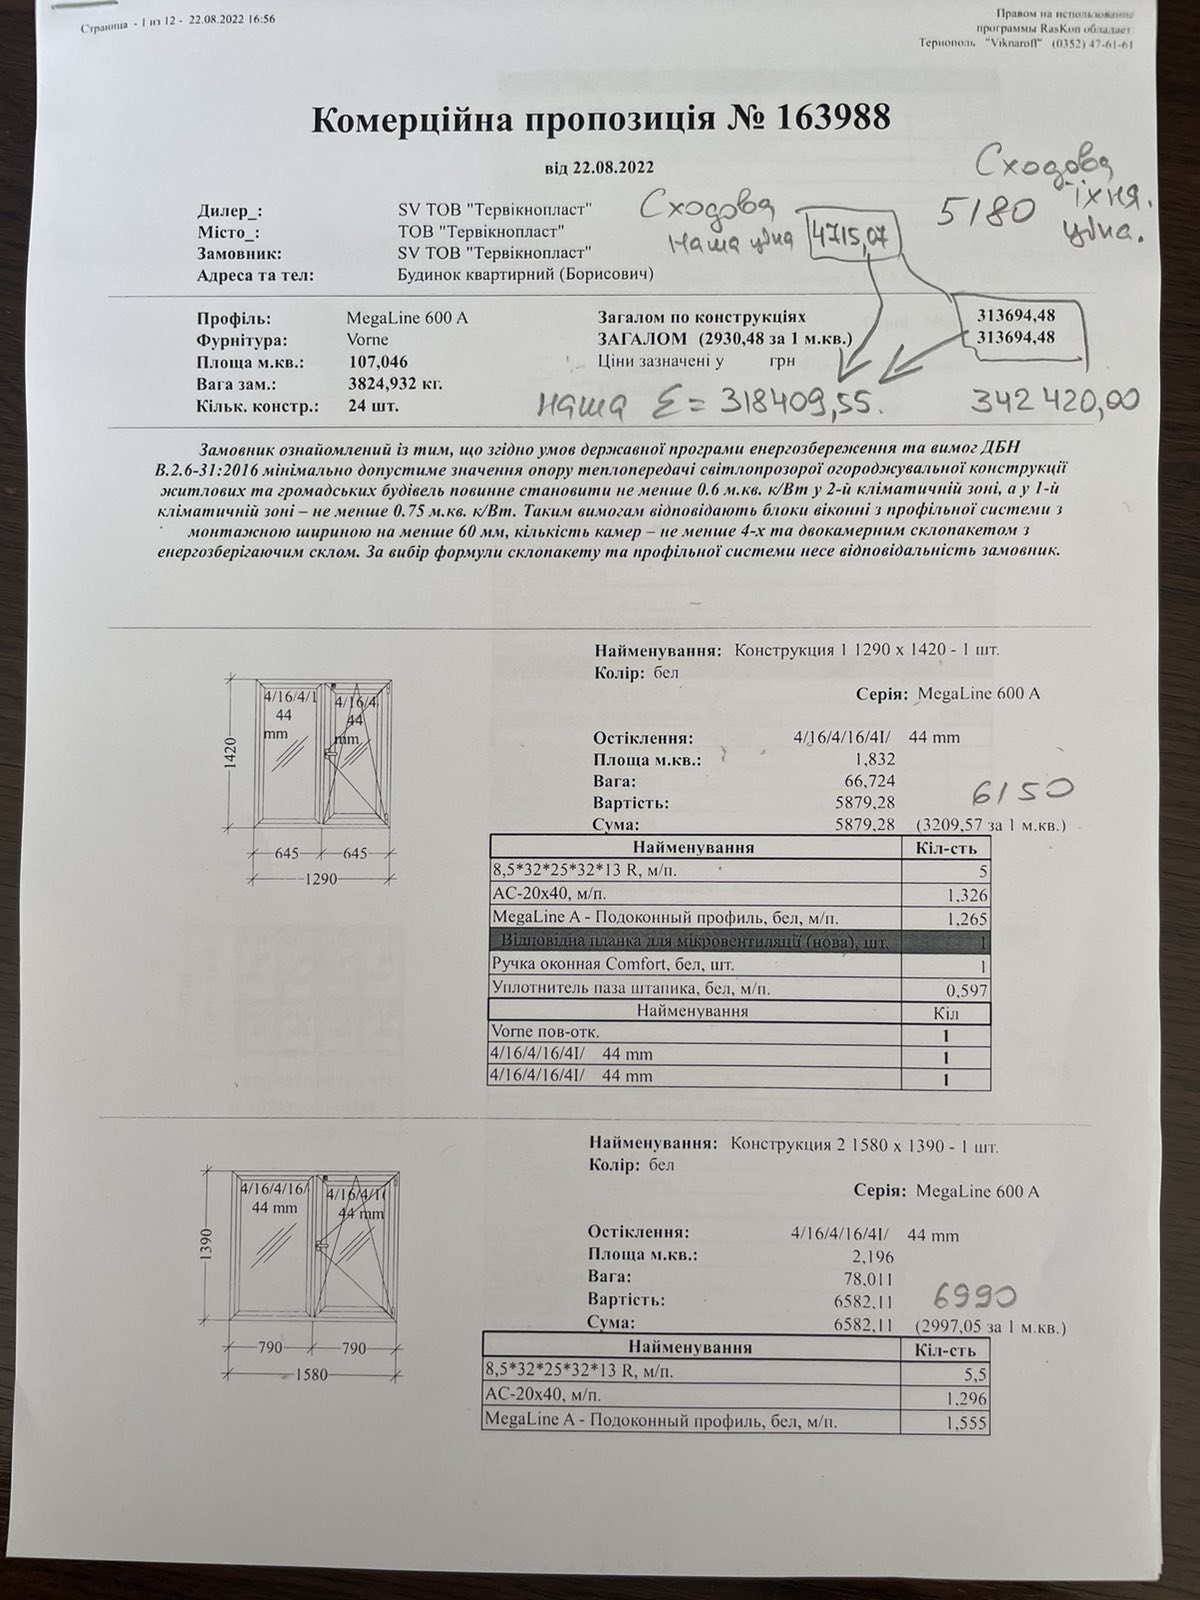 Страница - 1 из 12 - 22.08.2022 16:56
Правом на использование
программы RasKon обладает
Тернополь "Viknaroff" (0352) 47-61-61
Комерційна пропозиція № 163988
від 22.08.2022
Сходова
їхня.
ціна.
5180
Сходова
наша ціна 4715,07
Дилер_: SV ТОВ "Тервікнопласт"
Місто_: ТОВ "Тервікнопласт"
Замовник: SV ТОВ "Тервікнопласт"
Адреса та тел: Будинок квартирний (Борисович)
Профіль: MegaLine 600 A Загалом по конструкціях 313694,48
Фурнітура: Vorne ЗАГАЛОМ (2930,48 за 1 м.кв.) 313694,48
Площа м.кв.: 107,046 Ціни зазначені у грн
Вага зам.: 3824,932 кг.
Кільк. констр.: 24 шт.
наша Σ = 318409,55. 342 420,00
Замовник ознайомлений із тим, що згідно умов державної програми енергозбереження та вимог ДБН
В.2.6-31:2016 мінімально допустиме значення опору теплопередачі світлопрозорої огороджувальної конструкції
житлових та громадських будівель повинне становити не менше 0.6 м.кв. к/Вт у 2-й кліматичній зоні, а у 1-й
кліматичній зоні – не менше 0.75 м.кв. к/Вт. Таким вимогам відповідають блоки віконні з профільної системи з
монтажною шириною на менше 60 мм, кількість камер – не менше 4-х та двокамерним склопакетом з
енергозберігаючим склом. За вибір формули склопакету та профільної системи несе відповідальність замовник.
Найменування: Конструкция 1 1290 x 1420 - 1 шт.
Колір: бел
Серія: MegaLine 600 A
4/16/4/1
44
mm
4/16/4
44
mm
1420
645
645
1290
Остіклення: 4/16/4/16/4I/ 44 mm
Площа м.кв.: 1,832
Вага: 66,724
6150
Вартість: 5879,28
Сума: 5879,28 (3209,57 за 1 м.кв.)
Найменування Кіл-сть
8,5*32*25*32*13 R, м/п. 5
АС-20x40, м/п. 1,326
MegaLine A - Подоконный профиль, бел, м/п. 1,265
Відповідна планка для мікровентиляції (нова), шт. 1
Ручка оконная Comfort, бел, шт. 1
Уплотнитель паза штапика, бел, м/п. 0,597
Найменування Кіл
Vorne пов-отк. 1
4/16/4/16/4I/ 44 mm 1
4/16/4/16/4I/ 44 mm 1
Найменування: Конструкция 2 1580 x 1390 - 1 шт.
Колір: бел
Серія: MegaLine 600 A
4/16/4/16/
44 mm
4/16/4/1
44 mm
1390
790
790
1580
Остіклення: 4/16/4/16/4I/ 44 mm
Площа м.кв.: 2,196
Вага: 78,011
6990
Вартість: 6582,11
Сума: 6582,11 (2997,05 за 1 м.кв.)
Найменування Кіл-сть
8,5*32*25*32*13 R, м/п. 5,5
АС-20x40, м/п. 1,296
MegaLine A - Подоконный профиль, бел, м/п. 1,555